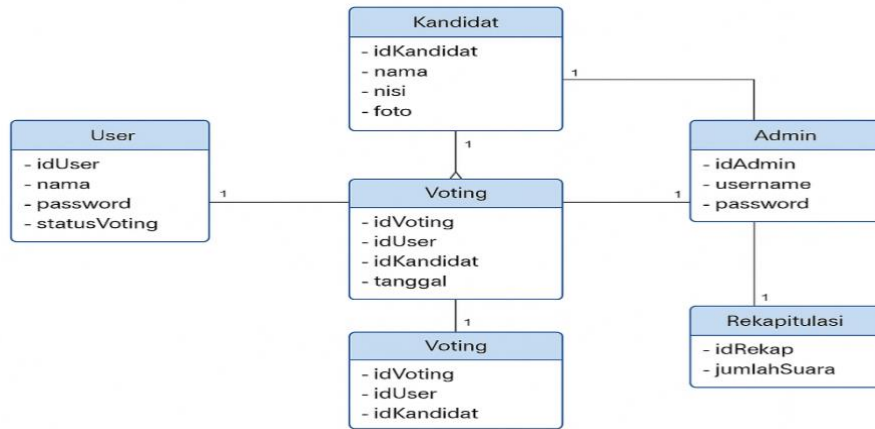 Kandidat
- idKandidat
- nama
- nisi
- foto
1
1
User
- idUser
- nama
- password
- statusVoting
1
Voting
- idVoting
- idUser
- idKandidat
- tanggal
1
Admin
- idAdmin
- username
- password
1
1
Voting
- idVoting
- idUser
- idKandidat
Rekapitulasi
- idRekap
- jumlahSuara